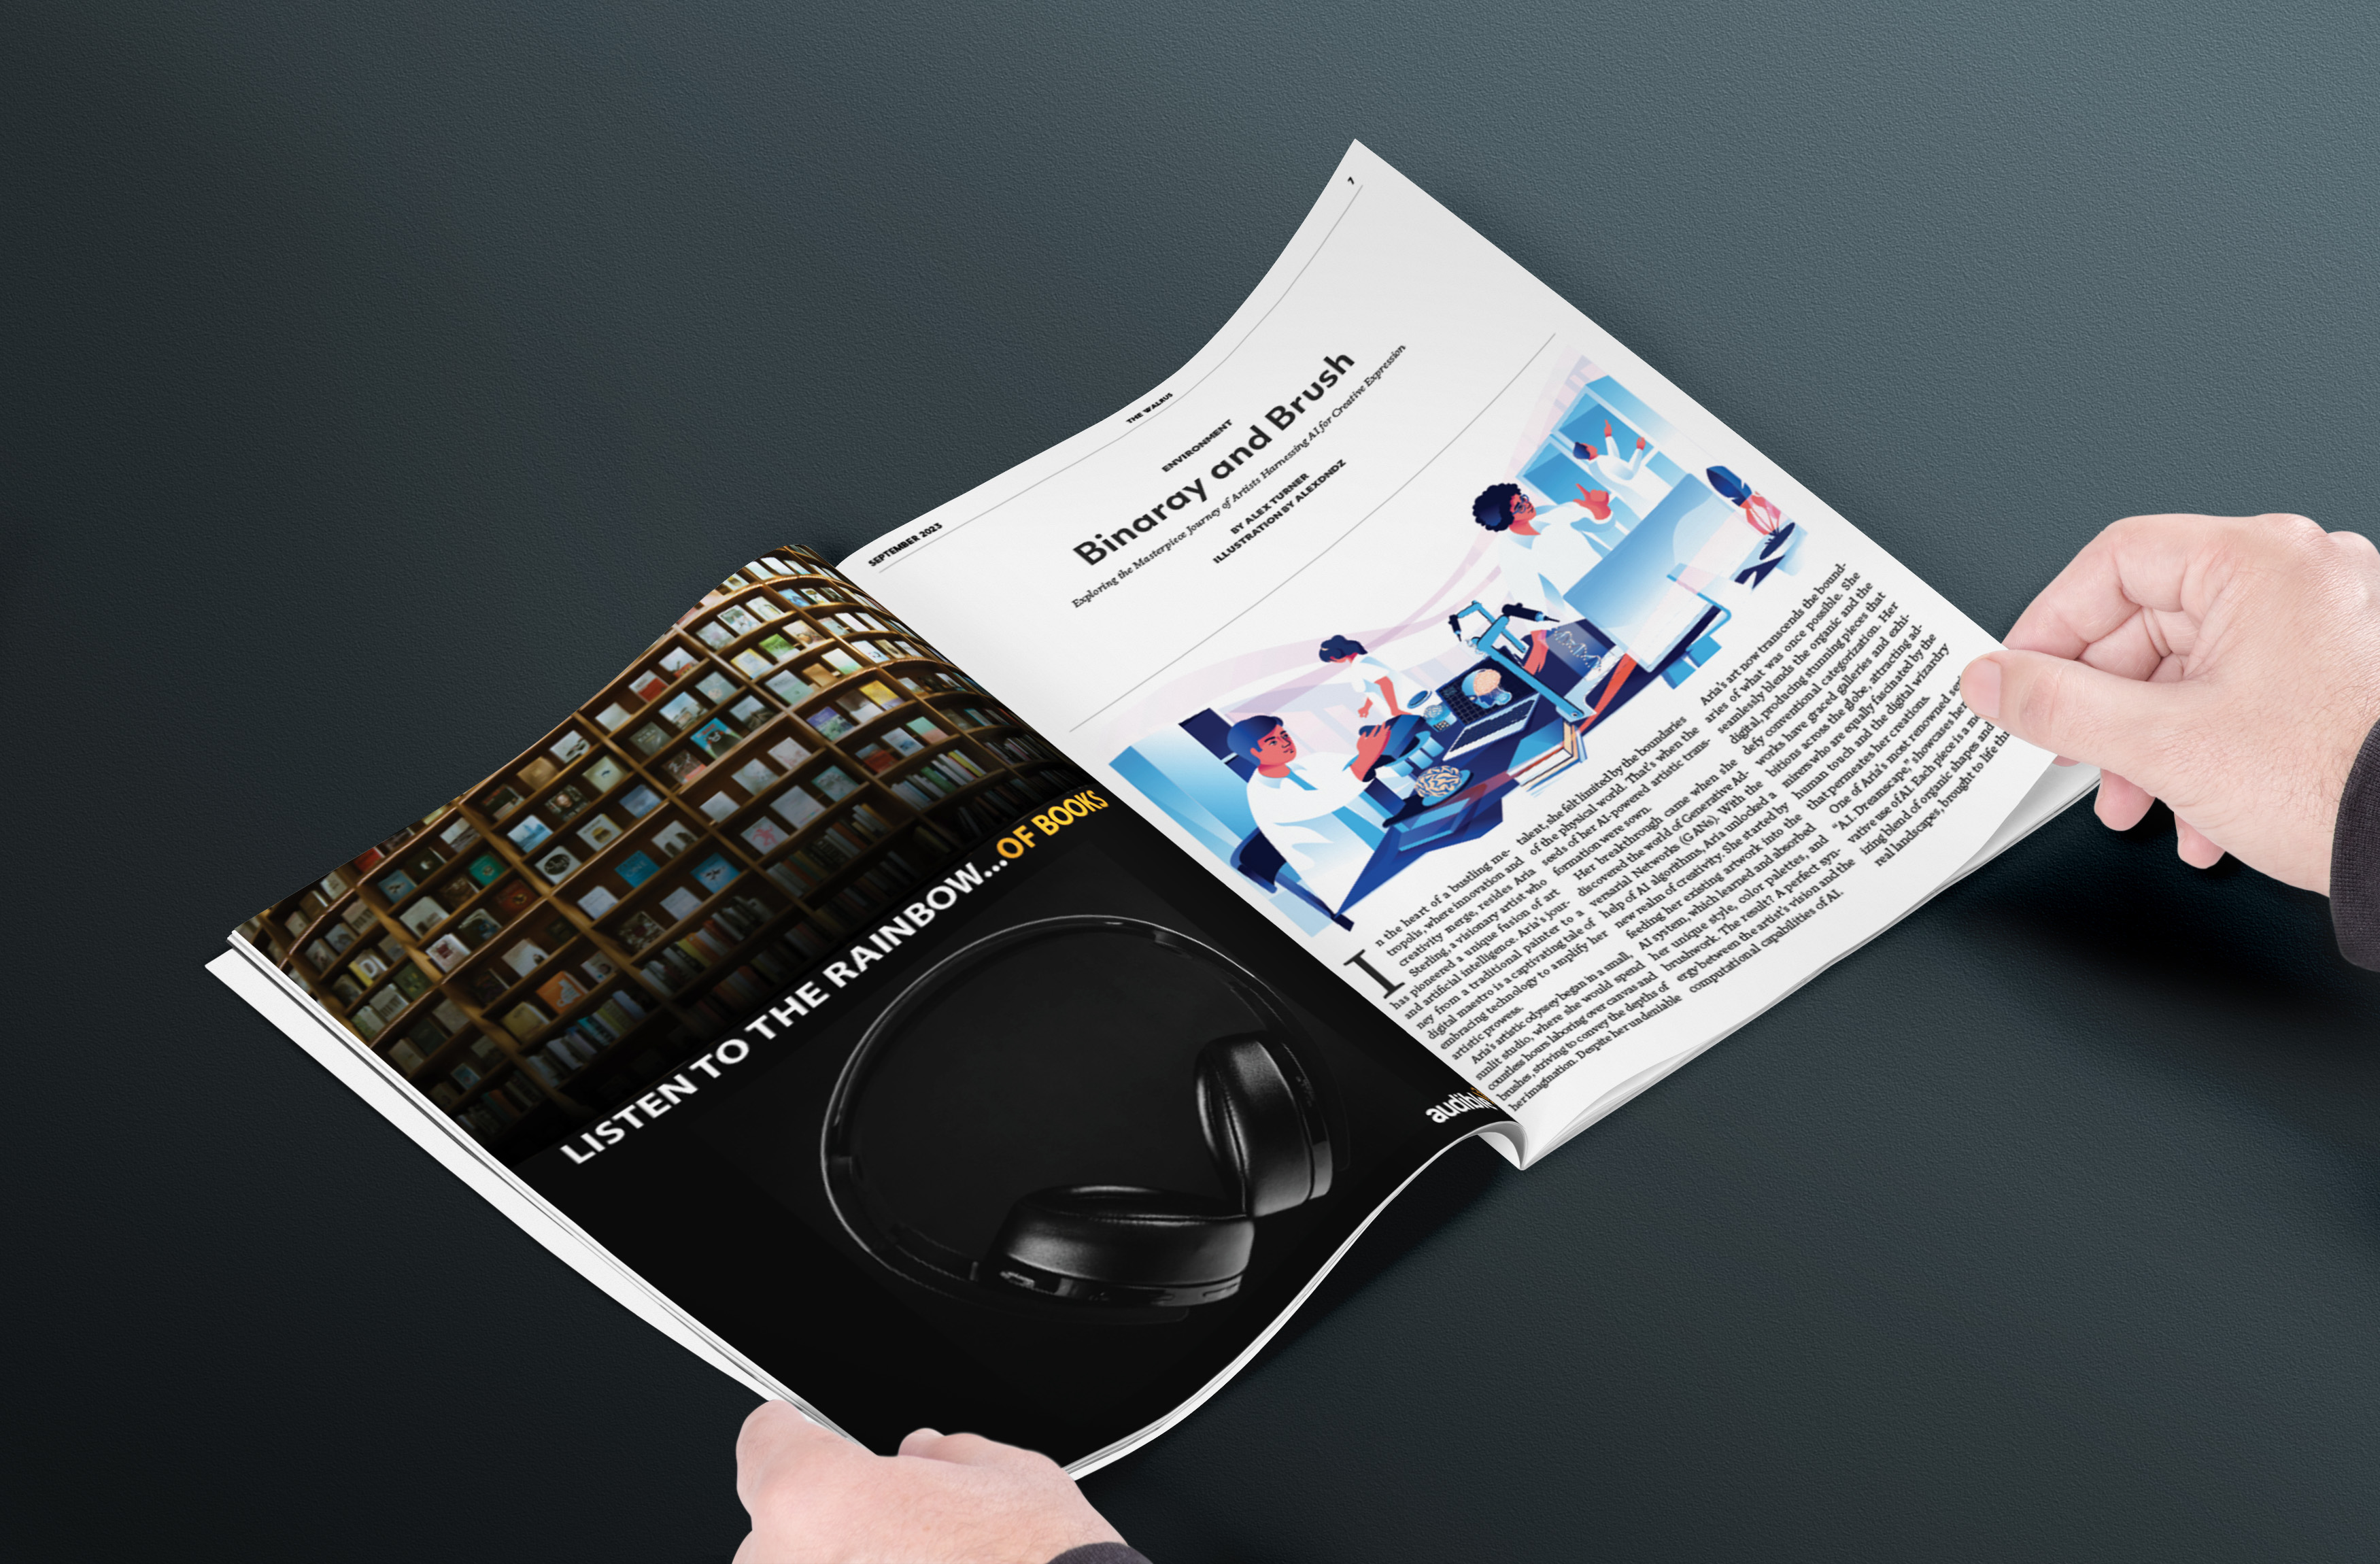 LISTEN TO THE RAINBOW...OF BOOKS
audible
SEPTEMBER 2023
THE WALRUS
7
ENVIRONMENT
Binaray and Brush
Exploring the Masterpiece Journey of Artists Harnessing AI for Creative Expression
BY ALEX TURNER
ILLUSTRATION BY ALEXDNDZ
In the heart of a bustling me-
tropolis, where innovation and
creativity merge, resides Aria
Sterling, a visionary artist who
has pioneered a unique fusion of art
and artificial intelligence. Aria's jour-
ney from a traditional painter to a
digital maestro is a captivating tale of
embracing technology to amplify her
artistic prowess.
Aria's artistic odyssey began in a small,
sunlit studio, where she would spend
countless hours laboring over canvas and
brushes, striving to convey the depths of
her imagination. Despite her undeniable
talent, she felt limited by the boundaries
of the physical world. That's when the
seeds of her AI-powered artistic trans-
formation were sown.
Her breakthrough came when she
discovered the world of Generative Ad-
versarial Networks (GANs). With the
help of AI algorithms, Aria unlocked a
new realm of creativity. She started by
feeding her existing artwork into the
AI system, which learned and absorbed
her unique style, color palettes, and
brushwork. The result? A perfect syn-
ergy between the artist's vision and the
computational capabilities of AI.
Aria's art now transcends the bound-
aries of what was once possible. She
seamlessly blends the organic and the
digital, producing stunning pieces that
defy conventional categorization. Her
works have graced galleries and exhi-
bitions across the globe, attracting ad-
mirers who are equally fascinated by the
human touch and the digital wizardry
that permeates her creations.
One of Aria's most renowned
"A.I. Dreamscape," showcases her
vative use of AI. Each piece is a
izing blend of organic shapes and
real landscapes, brought to life